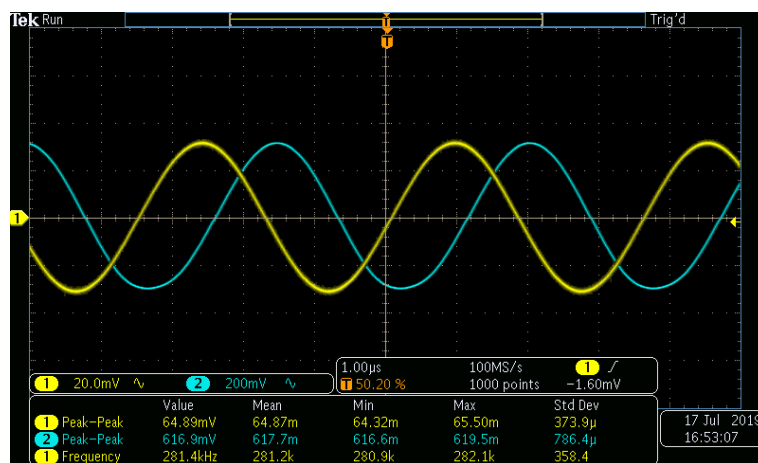 Tek Run Trig'd
T
T
1
1 20.0mV 2 200mV
1.00µs 100MS/s 1
T 50.20 % 1000 points −1.60mV
Value Mean Min Max Std Dev
1 Peak−Peak 64.89mV 64.87m 64.32m 65.50m 373.9µ
2 Peak−Peak 616.9mV 617.7m 616.6m 619.5m 786.4µ
1 Frequency 281.4kHz 281.2k 280.9k 282.1k 358.4
17 Jul 2019
16:53:07